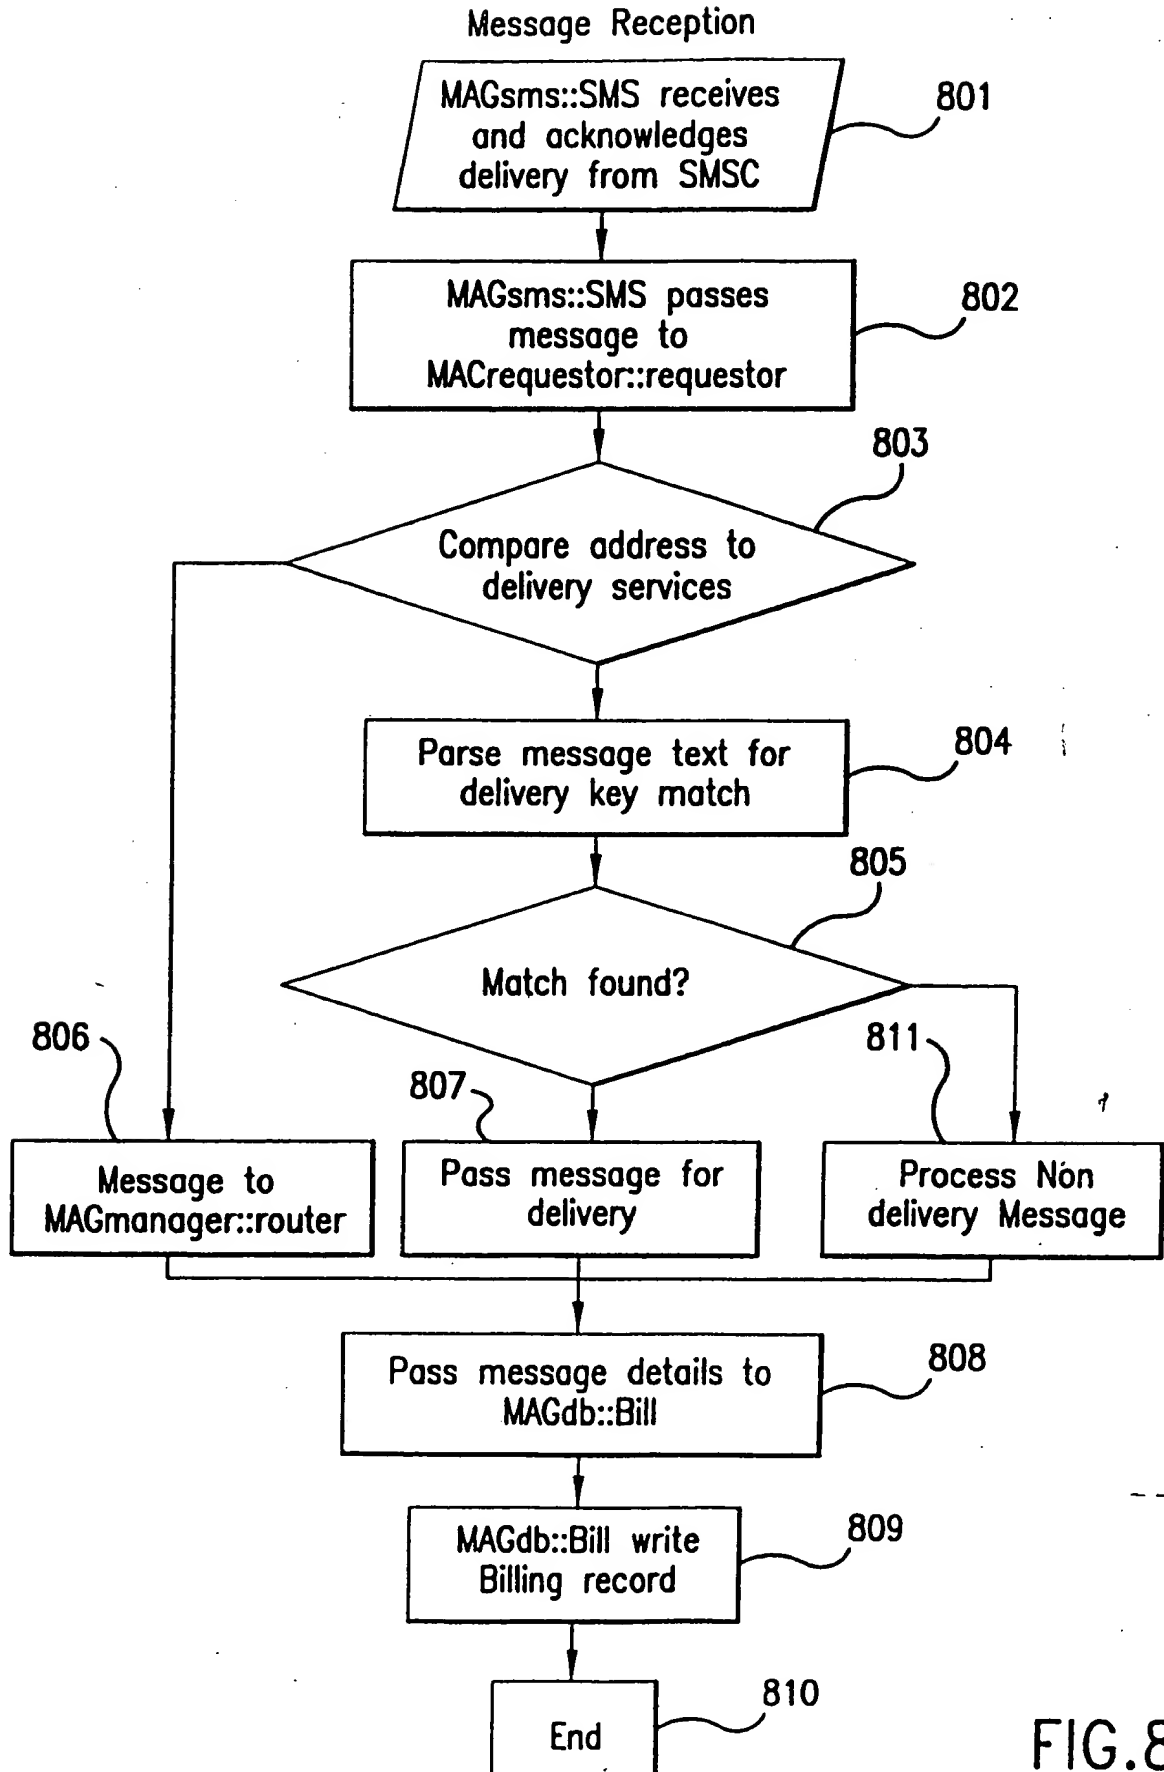 Message Reception
MAGsms::SMS receives
and acknowledges
delivery from SMSC
801
MAGsms::SMS passes
message to
MACrequestor::requestor
802
803
Compare address to
delivery services
Parse message text for
delivery key match
804
805
Match found?
806
807
811
Message to
MAGmanager::router
Pass message for
delivery
Process Non
delivery Message
Pass message details to
MAGdb::Bill
808
MAGdb::Bill write
Billing record
809
End
810
FIG.8